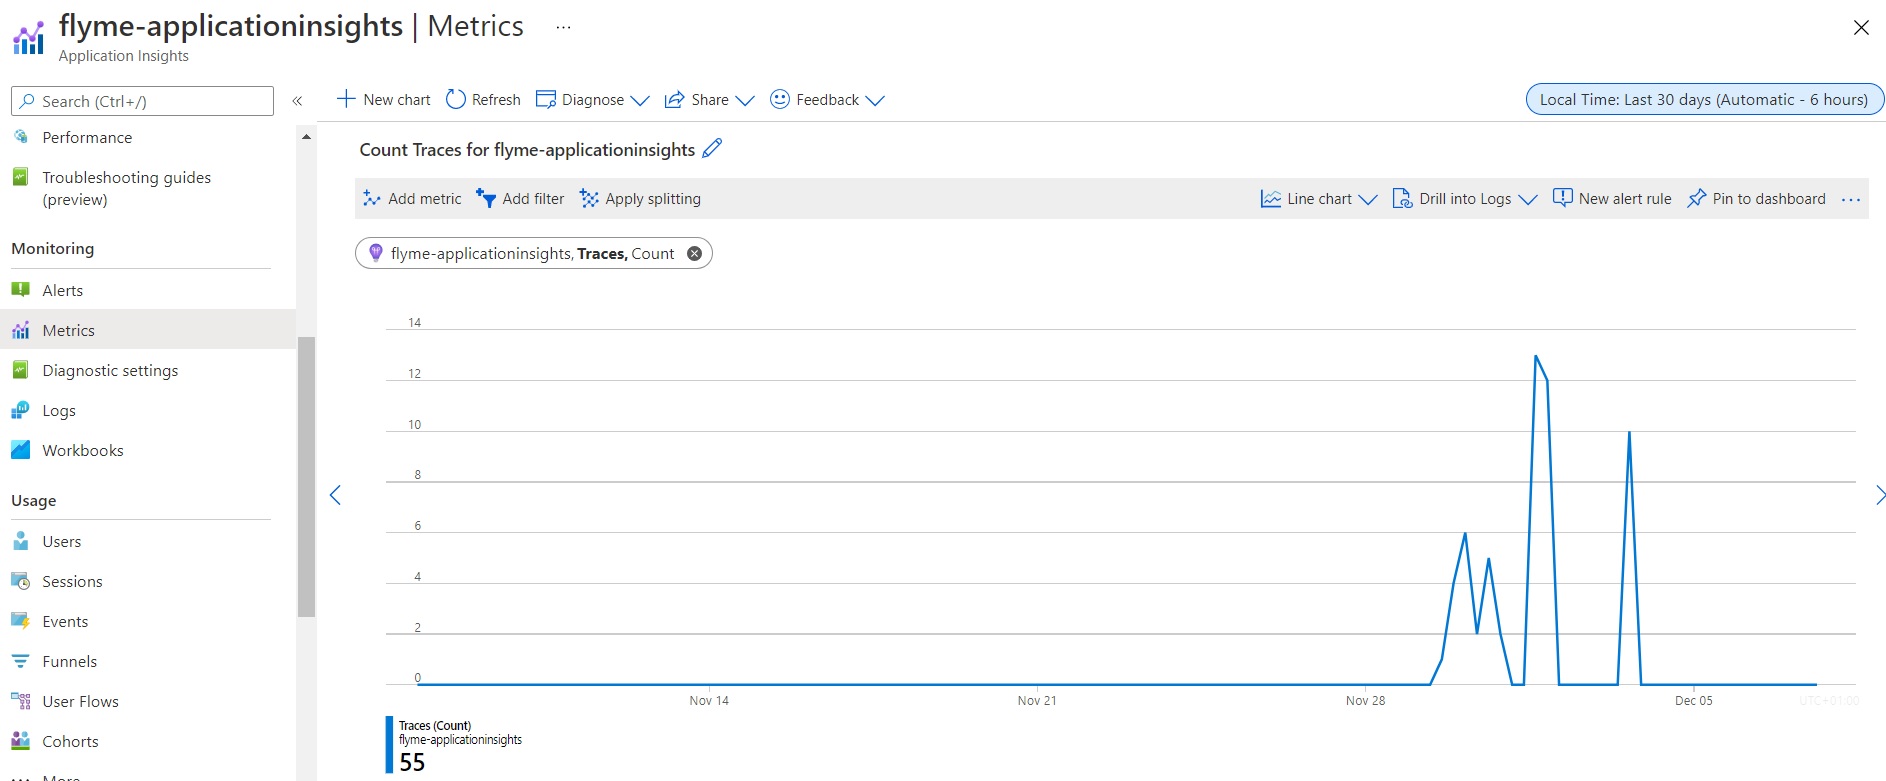 flyme-applicationinsights | Metrics ...
Application Insights
Search (Ctrl+/)
«
New chart
Refresh
Diagnose
Share
Feedback
Local Time: Last 30 days (Automatic - 6 hours)
Performance
Troubleshooting guides
(preview)
Monitoring
Alerts
Metrics
Diagnostic settings
Logs
Workbooks
Usage
Users
Sessions
Events
Funnels
User Flows
Cohorts
More
Count Traces for flyme-applicationinsights
Add metric
Add filter
Apply splitting
Line chart
Drill into Logs
New alert rule
Pin to dashboard
...
flyme-applicationinsights, Traces, Count
14
12
10
8
6
4
2
0
Nov 14
Nov 21
Nov 28
Dec 05
UTC+01:00
Traces (Count)
flyme-applicationinsights
55